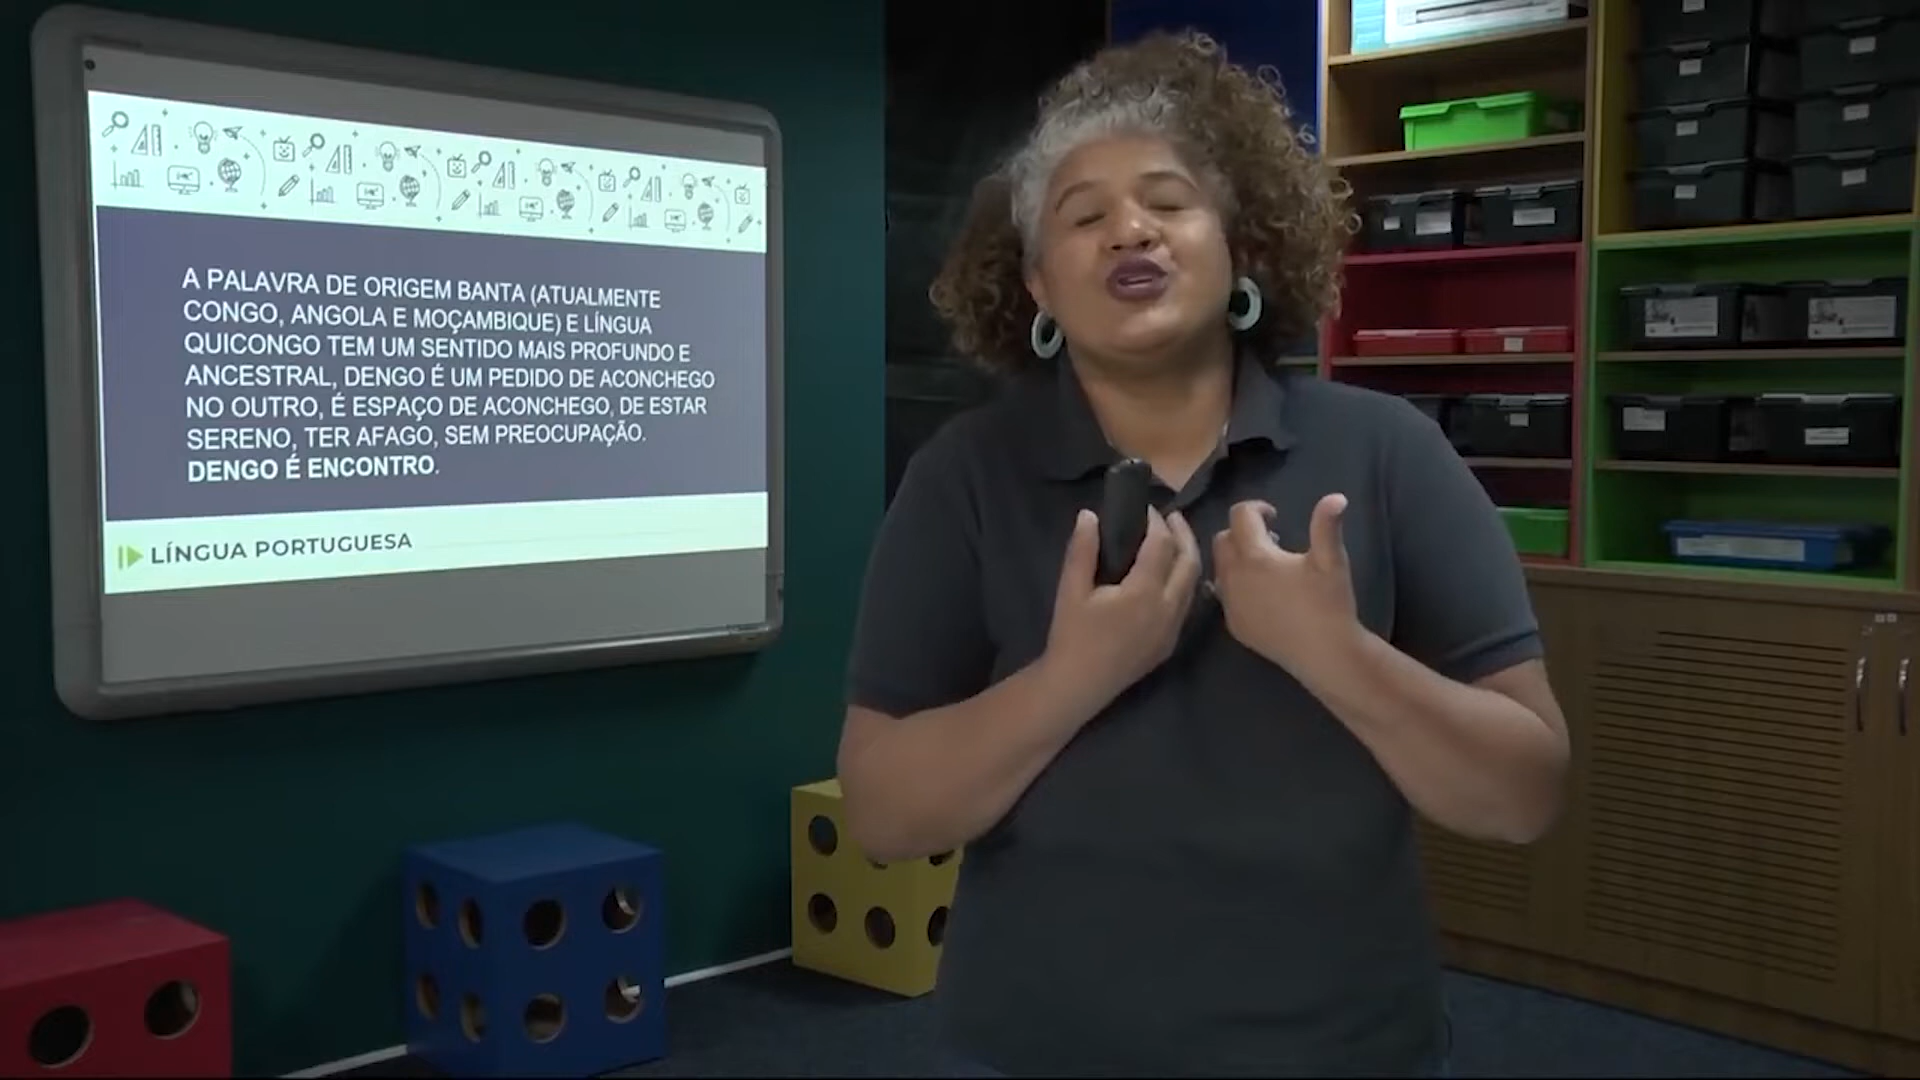 A PALAVRA DE ORIGEM BANTA (ATUALMENTE
CONGO, ANGOLA E MOÇAMBIQUE) E LÍNGUA
QUICONGO TEM UM SENTIDO MAIS PROFUNDO E
ANCESTRAL, DENGO É UM PEDIDO DE ACONCHEGO
NO OUTRO, É ESPAÇO DE ACONCHEGO, DE ESTAR
SERENO, TER AFAGO, SEM PREOCUPAÇÃO.
DENGO É ENCONTRO.
LÍNGUA PORTUGUESA